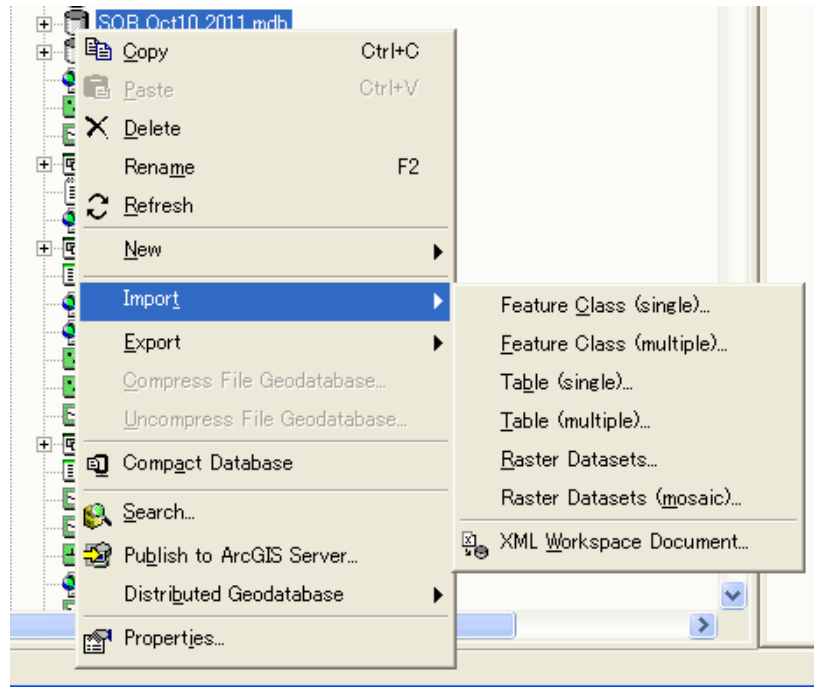 SOB Oct10 2011.mdb
Copy Ctrl+C
Paste Ctrl+V
Delete
Rename F2
Refresh
New
Import
Export
Compress File Geodatabase...
Uncompress File Geodatabase...
Compact Database
Search...
Publish to ArcGIS Server...
Distributed Geodatabase
Properties...
Feature Class (single)...
Feature Class (multiple)...
Table (single)...
Table (multiple)...
Raster Datasets...
Raster Datasets (mosaic)...
XML Workspace Document...